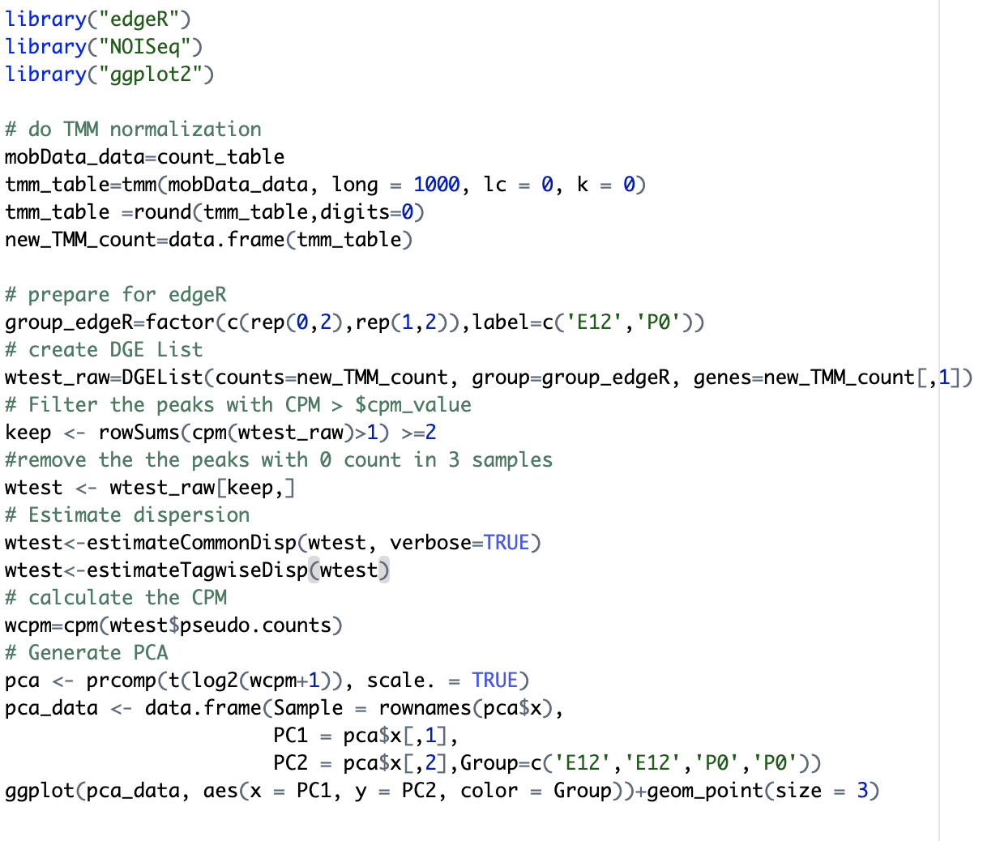 library("edgeR")
library("NOISeq")
library("ggplot2")
# do TMM normalization
mobData_data=count_table
tmm_table=tmm(mobData_data, long = 1000, lc = 0, k = 0)
tmm_table =round(tmm_table,digits=0)
new_TMM_count=data.frame(tmm_table)
# prepare for edgeR
group_edgeR=factor(c(rep(0,2),rep(1,2)),label=c('E12','P0'))
# create DGE List
wtest_raw=DGEList(counts=new_TMM_count, group=group_edgeR, genes=new_TMM_count[,1])
# Filter the peaks with CPM > $cpm_value
keep <- rowSums(cpm(wtest_raw)>1) >=2
#remove the the peaks with 0 count in 3 samples
wtest <- wtest_raw[keep,]
# Estimate dispersion
wtest<-estimateCommonDisp(wtest, verbose=TRUE)
wtest<-estimateTagwiseDisp(wtest)
# calculate the CPM
wcpm=cpm(wtest$pseudo.counts)
# Generate PCA
pca <- prcomp(t(log2(wcpm+1)), scale. = TRUE)
pca_data <- data.frame(Sample = rownames(pca$x),
PC1 = pca$x[,1],
PC2 = pca$x[,2],Group=c('E12','E12','P0','P0'))
ggplot(pca_data, aes(x = PC1, y = PC2, color = Group))+geom_point(size = 3)